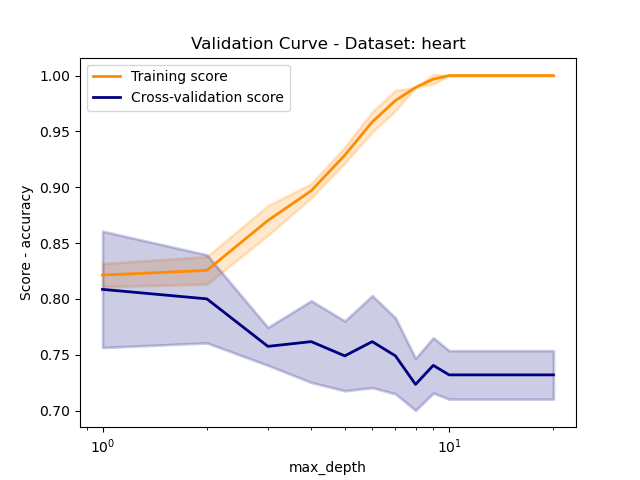 Validation Curve - Dataset: heart
Training score
Cross-validation score
1.00
0.95
0.90
0.85
0.80
0.75
0.70
Score - accuracy
10⁰
10¹
max_depth